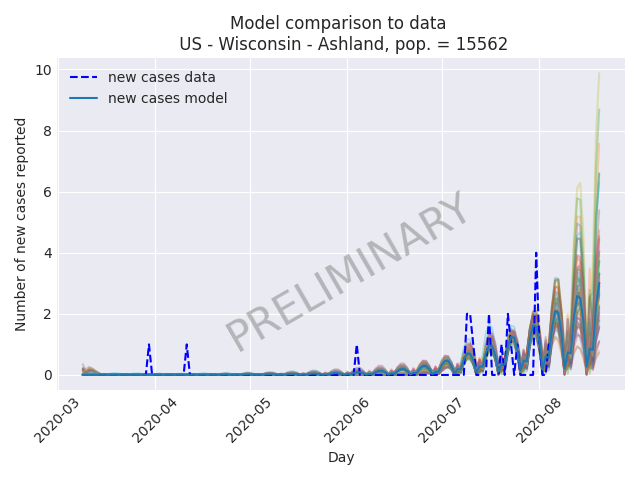 Model comparison to data
US - Wisconsin - Ashland, pop. = 15562
10
8
6
4
2
0
Number of new cases reported
new cases data
new cases model
PRELIMINARY
2020-03
2020-04
2020-05
2020-06
2020-07
2020-08
Day